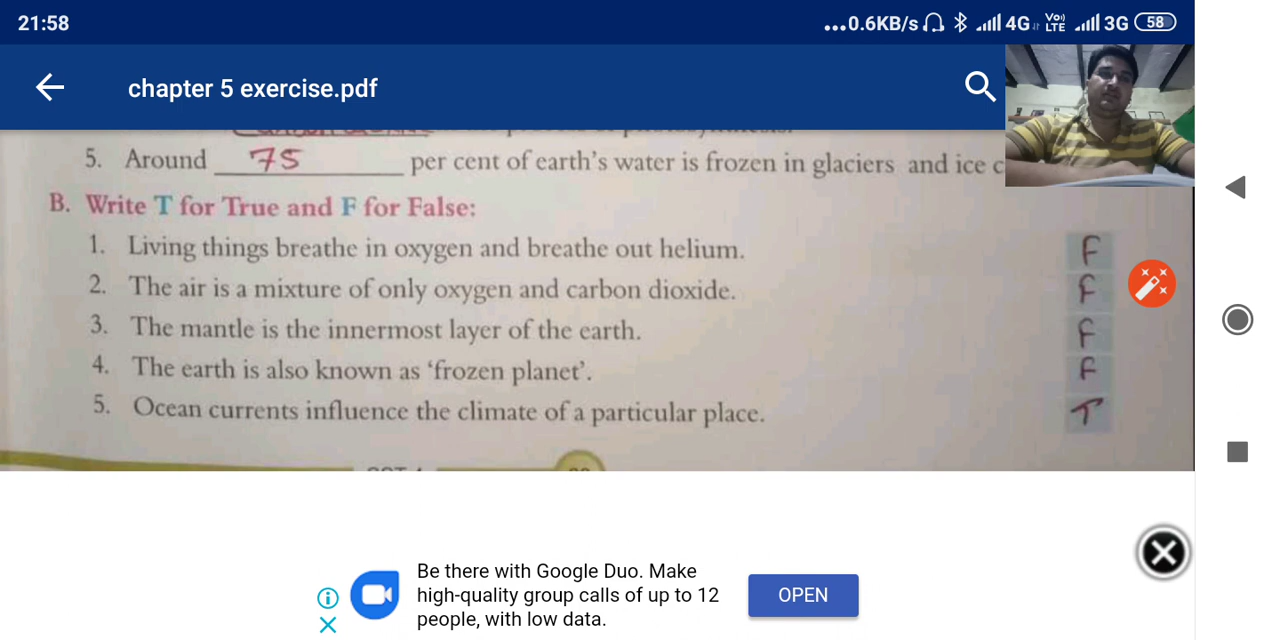 21:58
...0.6KB/s 4G Vo)) LTE 3G 58
chapter 5 exercise.pdf
5. Around 75 per cent of earth's water is frozen in glaciers and ice c
B. Write T for True and F for False:
1. Living things breathe in oxygen and breathe out helium. F
2. The air is a mixture of only oxygen and carbon dioxide. F
3. The mantle is the innermost layer of the earth. F
4. The earth is also known as 'frozen planet'. F
5. Ocean currents influence the climate of a particular place. T
Be there with Google Duo. Make
high-quality group calls of up to 12
people, with low data.
OPEN